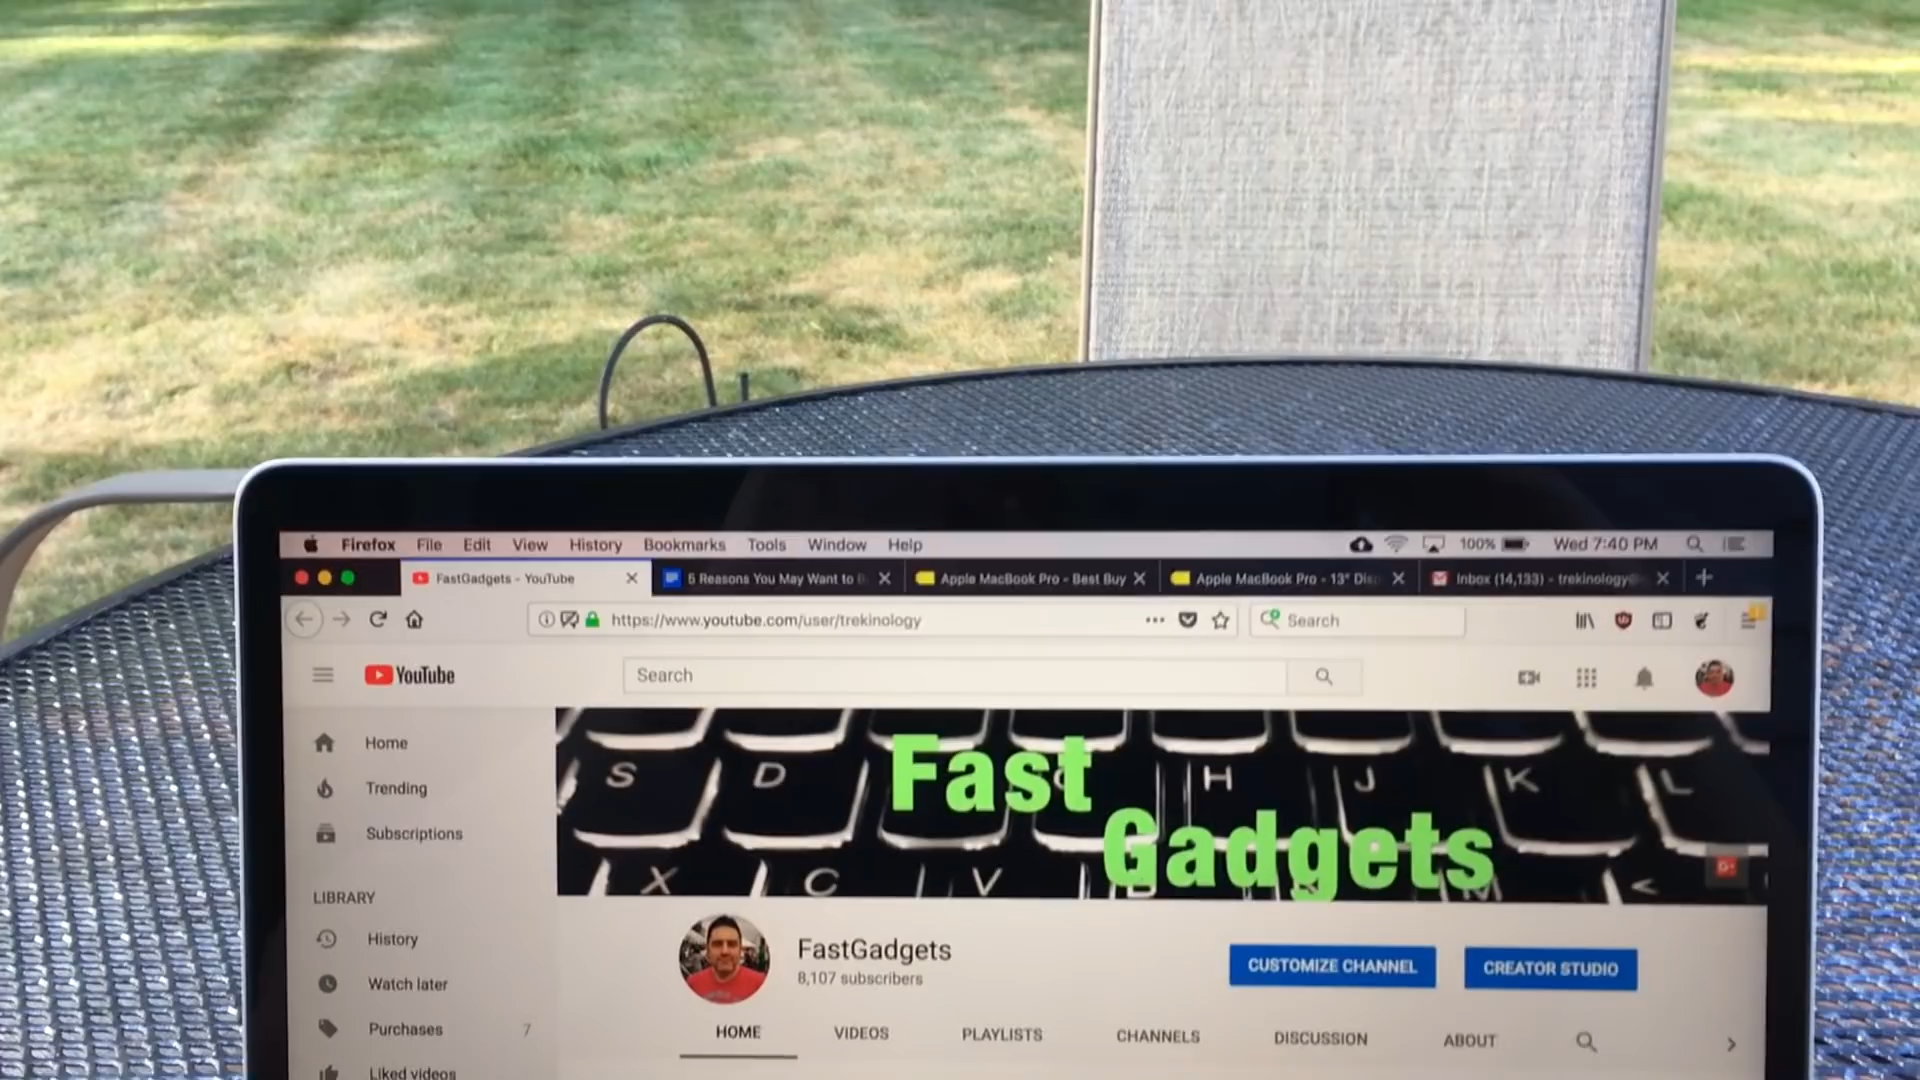 Firefox File Edit View History Bookmarks Tools Window Help 100% Wed 7:40 PM
FastGadgets - YouTube 5 Reasons You May Want to B Apple MacBook Pro - Best Buy Apple MacBook Pro - 13" Dis Inbox (14,133) - trekinology@
https://www.youtube.com/user/trekinology Search
YouTube Search
Home
Trending
Subscriptions
LIBRARY
History
Watch later
Purchases 7
Liked videos
S D H J K L
Fast
Gadgets
X C V <
FastGadgets
8,107 subscribers
CUSTOMIZE CHANNEL CREATOR STUDIO
HOME VIDEOS PLAYLISTS CHANNELS DISCUSSION ABOUT